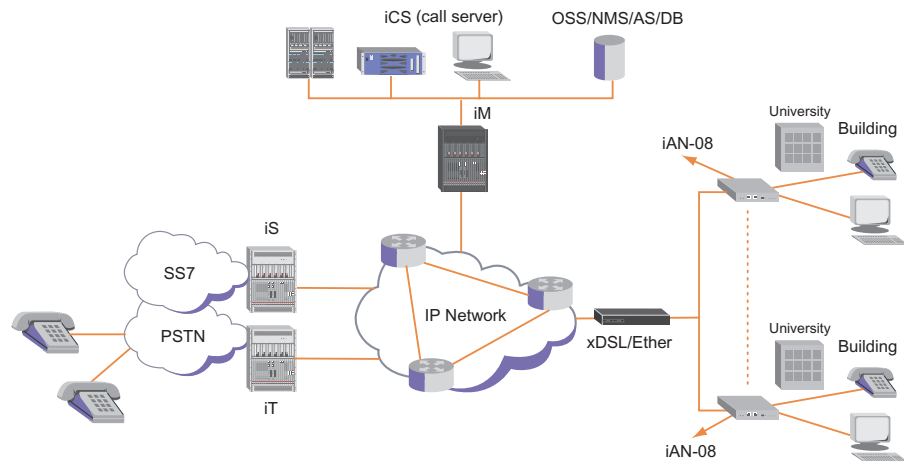 iCS (call server)
OSS/NMS/AS/DB
iM
University
Building
iAN-08
iS
SS7
IP Network
xDSL/Ether
PSTN
iT
University
Building
iAN-08